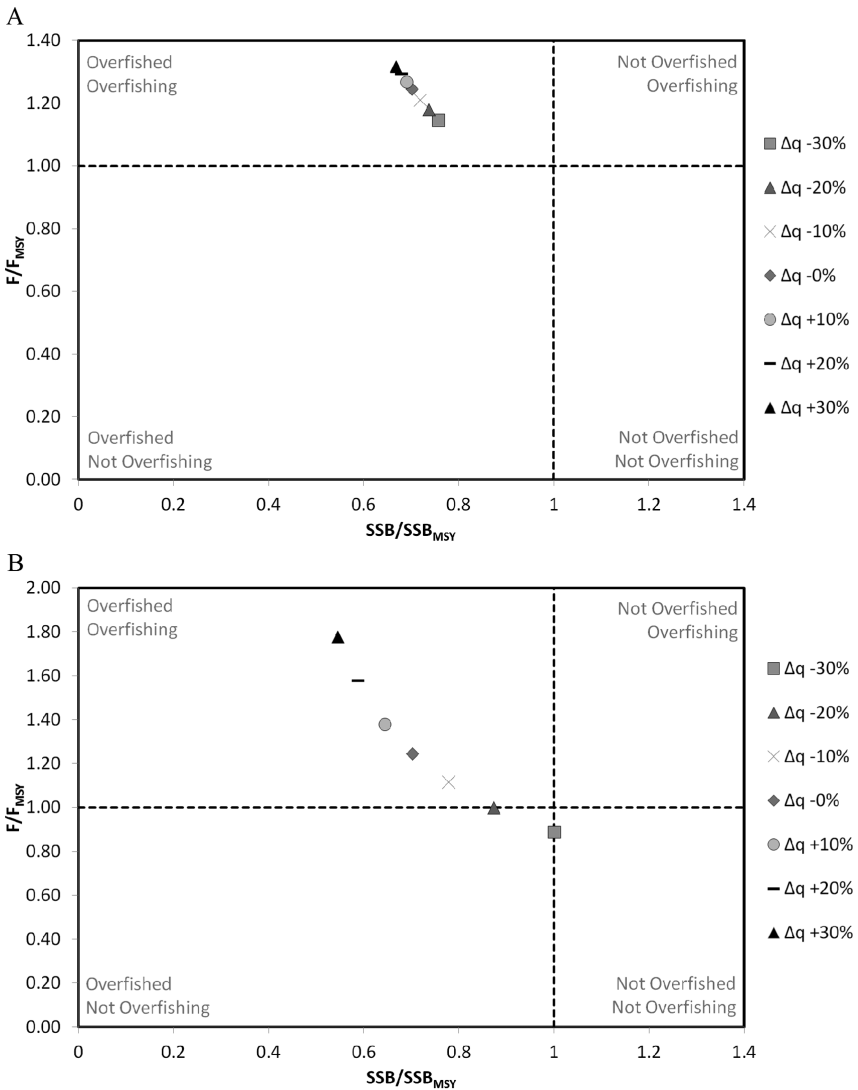 A
1.40
1.20
1.00
0.80
0.60
0.40
0.20
0.00
F/FMSY
Overfished
Overfishing
Not Overfished
Overfishing
Overfished
Not Overfishing
Not Overfished
Not Overfishing
0 0.2 0.4 0.6 0.8 1 1.2 1.4
SSB/SSBMSY
Δq -30%
Δq -20%
Δq -10%
Δq -0%
Δq +10%
Δq +20%
Δq +30%
B
2.00
1.80
1.60
1.40
1.20
1.00
0.80
0.60
0.40
0.20
0.00
F/FMSY
Overfished
Overfishing
Not Overfished
Overfishing
Overfished
Not Overfishing
Not Overfished
Not Overfishing
0 0.2 0.4 0.6 0.8 1 1.2 1.4
SSB/SSBMSY
Δq -30%
Δq -20%
Δq -10%
Δq -0%
Δq +10%
Δq +20%
Δq +30%